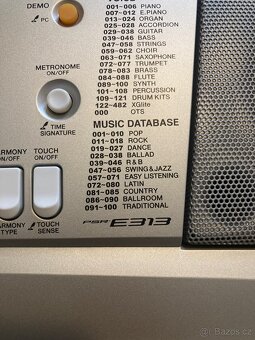 DEMO
PC
001-006 PIANO
007-012 E.PIANO
013-024 ORGAN
025-028 ACCORDION
029-038 GUITAR
039-046 BASS
047-058 STRINGS
059-062 CHOIR
063-071 SAXOPHONE
072-077 TRUMPET
078-083 BRASS
084-088 FLUTE
089-100 SYNTH
101-108 PERCUSSION
109-121 DRUM KITS
122-482 XGlite
000 OTS
METRONOME
ON/OFF
TIME
SIGNATURE
MUSIC DATABASE
001-010 POP
011-018 ROCK
019-027 DANCE
028-038 BALLAD
039-046 R&B
047-056 SWING&JAZZ
057-071 EASY LISTENING
072-080 LATIN
081-085 COUNTRY
086-090 BALLROOM
091-100 TRADITIONAL
ARMONY
ON/OFF
TOUCH
ON/OFF
ARMONY
TYPE
TOUCH
SENSE
PSR E313
bazos.cz